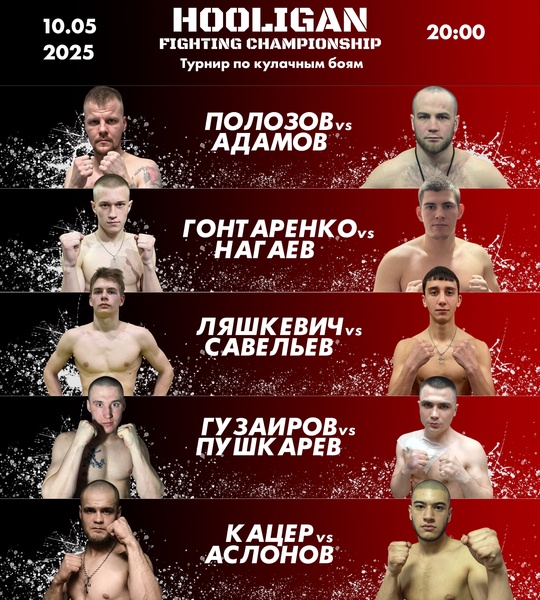 10.05
2025
HOOLIGAN
FIGHTING CHAMPIONSHIP
Турнир по кулачным боям
20:00
ПОЛОЗОВ vs
АДАМОВ
ГОНТАРЕНКО vs
НАГАЕВ
ЛЯШКЕВИЧ vs
САВЕЛЬЕВ
ГУЗАИРОВ vs
ПУШКАРЕВ
КАЦЕР vs
АСЛОНОВ